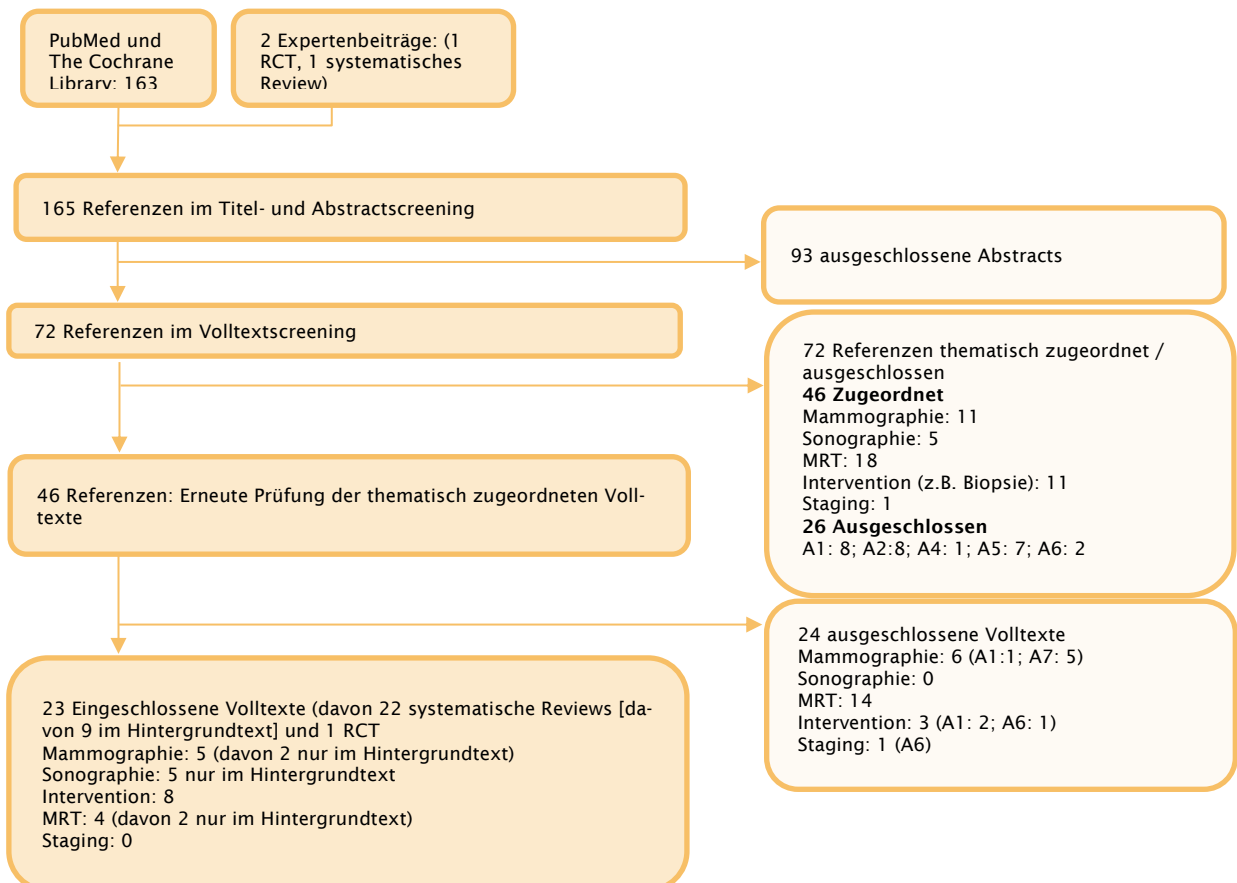 PubMed und
The Cochrane
Library: 163
2 Expertenbeiträge: (1
RCT, 1 systematisches
Review)
165 Referenzen im Titel- und Abstractscreening
93 ausgeschlossene Abstracts
72 Referenzen im Volltextscreening
72 Referenzen thematisch zugeordnet /
ausgeschlossen
46 Zugeordnet
Mammographie: 11
Sonographie: 5
MRT: 18
Intervention (z.B. Biopsie): 11
Staging: 1
26 Ausgeschlossen
A1: 8; A2:8; A4: 1; A5: 7; A6: 2
46 Referenzen: Erneute Prüfung der thematisch zugeordneten Voll-
texte
24 ausgeschlossene Volltexte
Mammographie: 6 (A1:1; A7: 5)
Sonographie: 0
MRT: 14
Intervention: 3 (A1: 2; A6: 1)
Staging: 1 (A6)
23 Eingeschlossene Volltexte (davon 22 systematische Reviews [da-
von 9 im Hintergrundtext] und 1 RCT
Mammographie: 5 (davon 2 nur im Hintergrundtext)
Sonographie: 5 nur im Hintergrundtext
Intervention: 8
MRT: 4 (davon 2 nur im Hintergrundtext)
Staging: 0